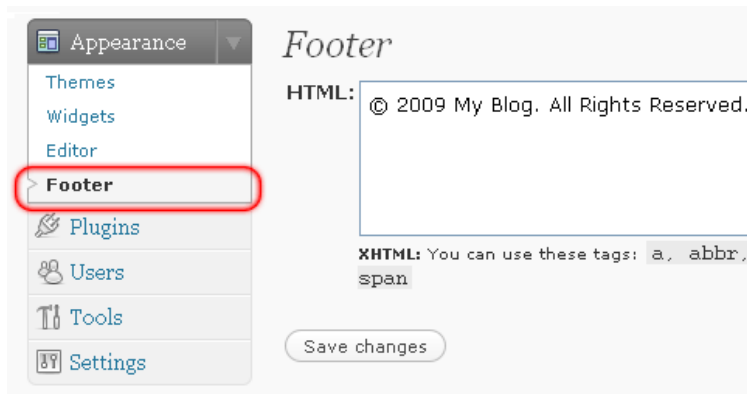 Appearance
Themes
Widgets
Editor
Footer
Plugins
Users
Tools
Settings
Footer
HTML:
© 2009 My Blog. All Rights Reserved.
XHTML: You can use these tags: a, abbr,
span
Save changes